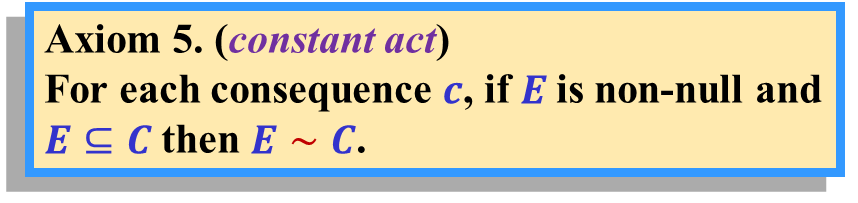 Axiom 5. (constant act)
For each consequence c, if E is non-null and
E ⊆ C then E ~ C.